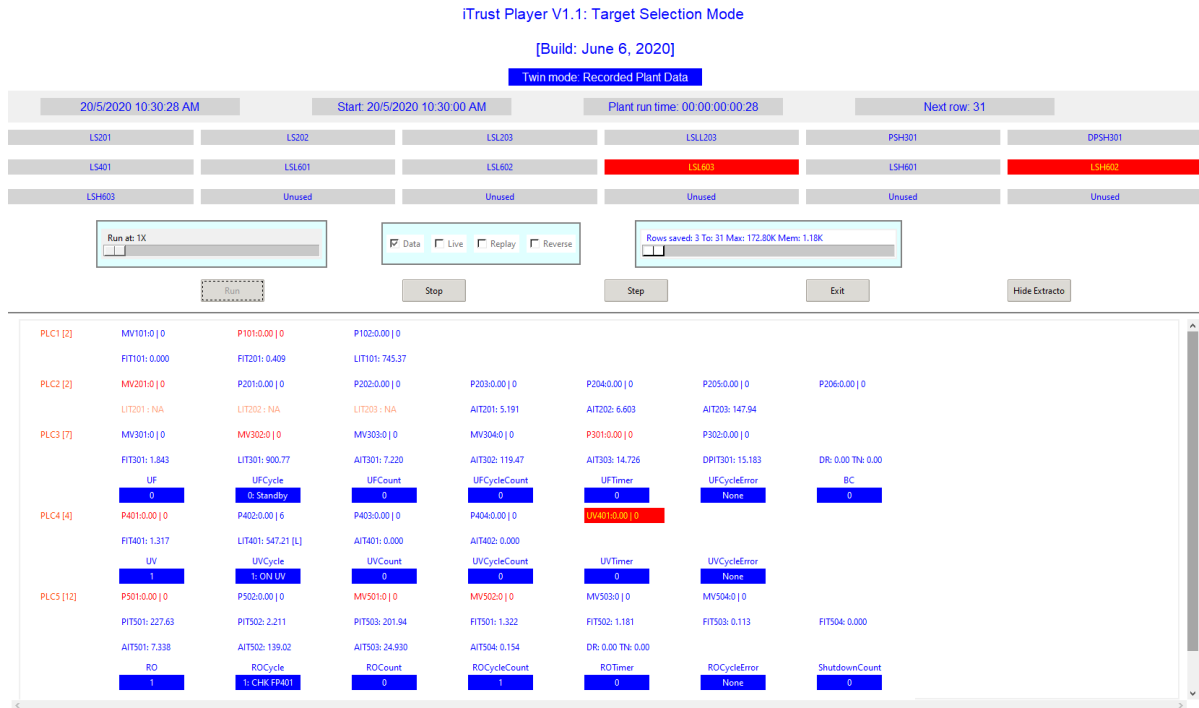 iTrust Player V1.1: Target Selection Mode
[Build: June 6, 2020]
Twin mode: Recorded Plant Data
20/5/2020 10:30:28 AM Start: 20/5/2020 10:30:00 AM Plant run time: 00:00:00:00:28 Next row: 31
LS201 LS202 LSL203 LSLL203 PSH301 DPSH301
LS401 LSL601 LSL602 LSL603 LSH601 LSH602
LSH603 Unused Unused Unused Unused Unused
Run at: 1X
Data Live Replay Reverse
Rows saved: 3 To: 31 Max: 172.80K Mem: 1.18K
Run Stop Step Exit Hide Extracto
PLC1 [2] MV101:0 | 0 P101:0.00 | 0 P102:0.00 | 0
FIT101: 0.000 FIT201: 0.409 LIT101: 745.37
PLC2 [2] MV201:0 | 0 P201:0.00 | 0 P202:0.00 | 0 P203:0.00 | 0 P204:0.00 | 0 P205:0.00 | 0 P206:0.00 | 0
LIT201 : NA LIT202 : NA LIT203 : NA AIT201: 5.191 AIT202: 6.603 AIT203: 147.94
PLC3 [7] MV301:0 | 0 MV302:0 | 0 MV303:0 | 0 MV304:0 | 0 P301:0.00 | 0 P302:0.00 | 0
FIT301: 1.843 LIT301: 900.77 AIT301: 7.220 AIT302: 119.47 AIT303: 14.726 DPIT301: 15.183 DR: 0.00 TN: 0.00
UF UFCycle UFCount UFCycleCount UFTimer UFCycleError BC
0 0: Standby 0 0 0 None 0
PLC4 [4] P401:0.00 | 0 P402:0.00 | 6 P403:0.00 | 0 P404:0.00 | 0 UV401:0.00 | 0
FIT401: 1.317 LIT401: 547.21 [L] AIT401: 0.000 AIT402: 0.000
UV UVCycle UVCount UVCycleCount UVTimer UVCycleError
1 1: ON UV 0 0 0 None
PLC5 [12] P501:0.00 | 0 P502:0.00 | 0 MV501:0 | 0 MV502:0 | 0 MV503:0 | 0 MV504:0 | 0
PIT501: 227.63 PIT502: 2.211 PIT503: 201.94 FIT501: 1.322 FIT502: 1.181 FIT503: 0.113 FIT504: 0.000
AIT501: 7.338 AIT502: 139.02 AIT503: 24.930 AIT504: 0.154 DR: 0.00 TN: 0.00
RO ROCycle ROCount ROCycleCount ROTimer ROCycleError ShutdownCount
1 1: CHK FP401 0 1 0 None 0